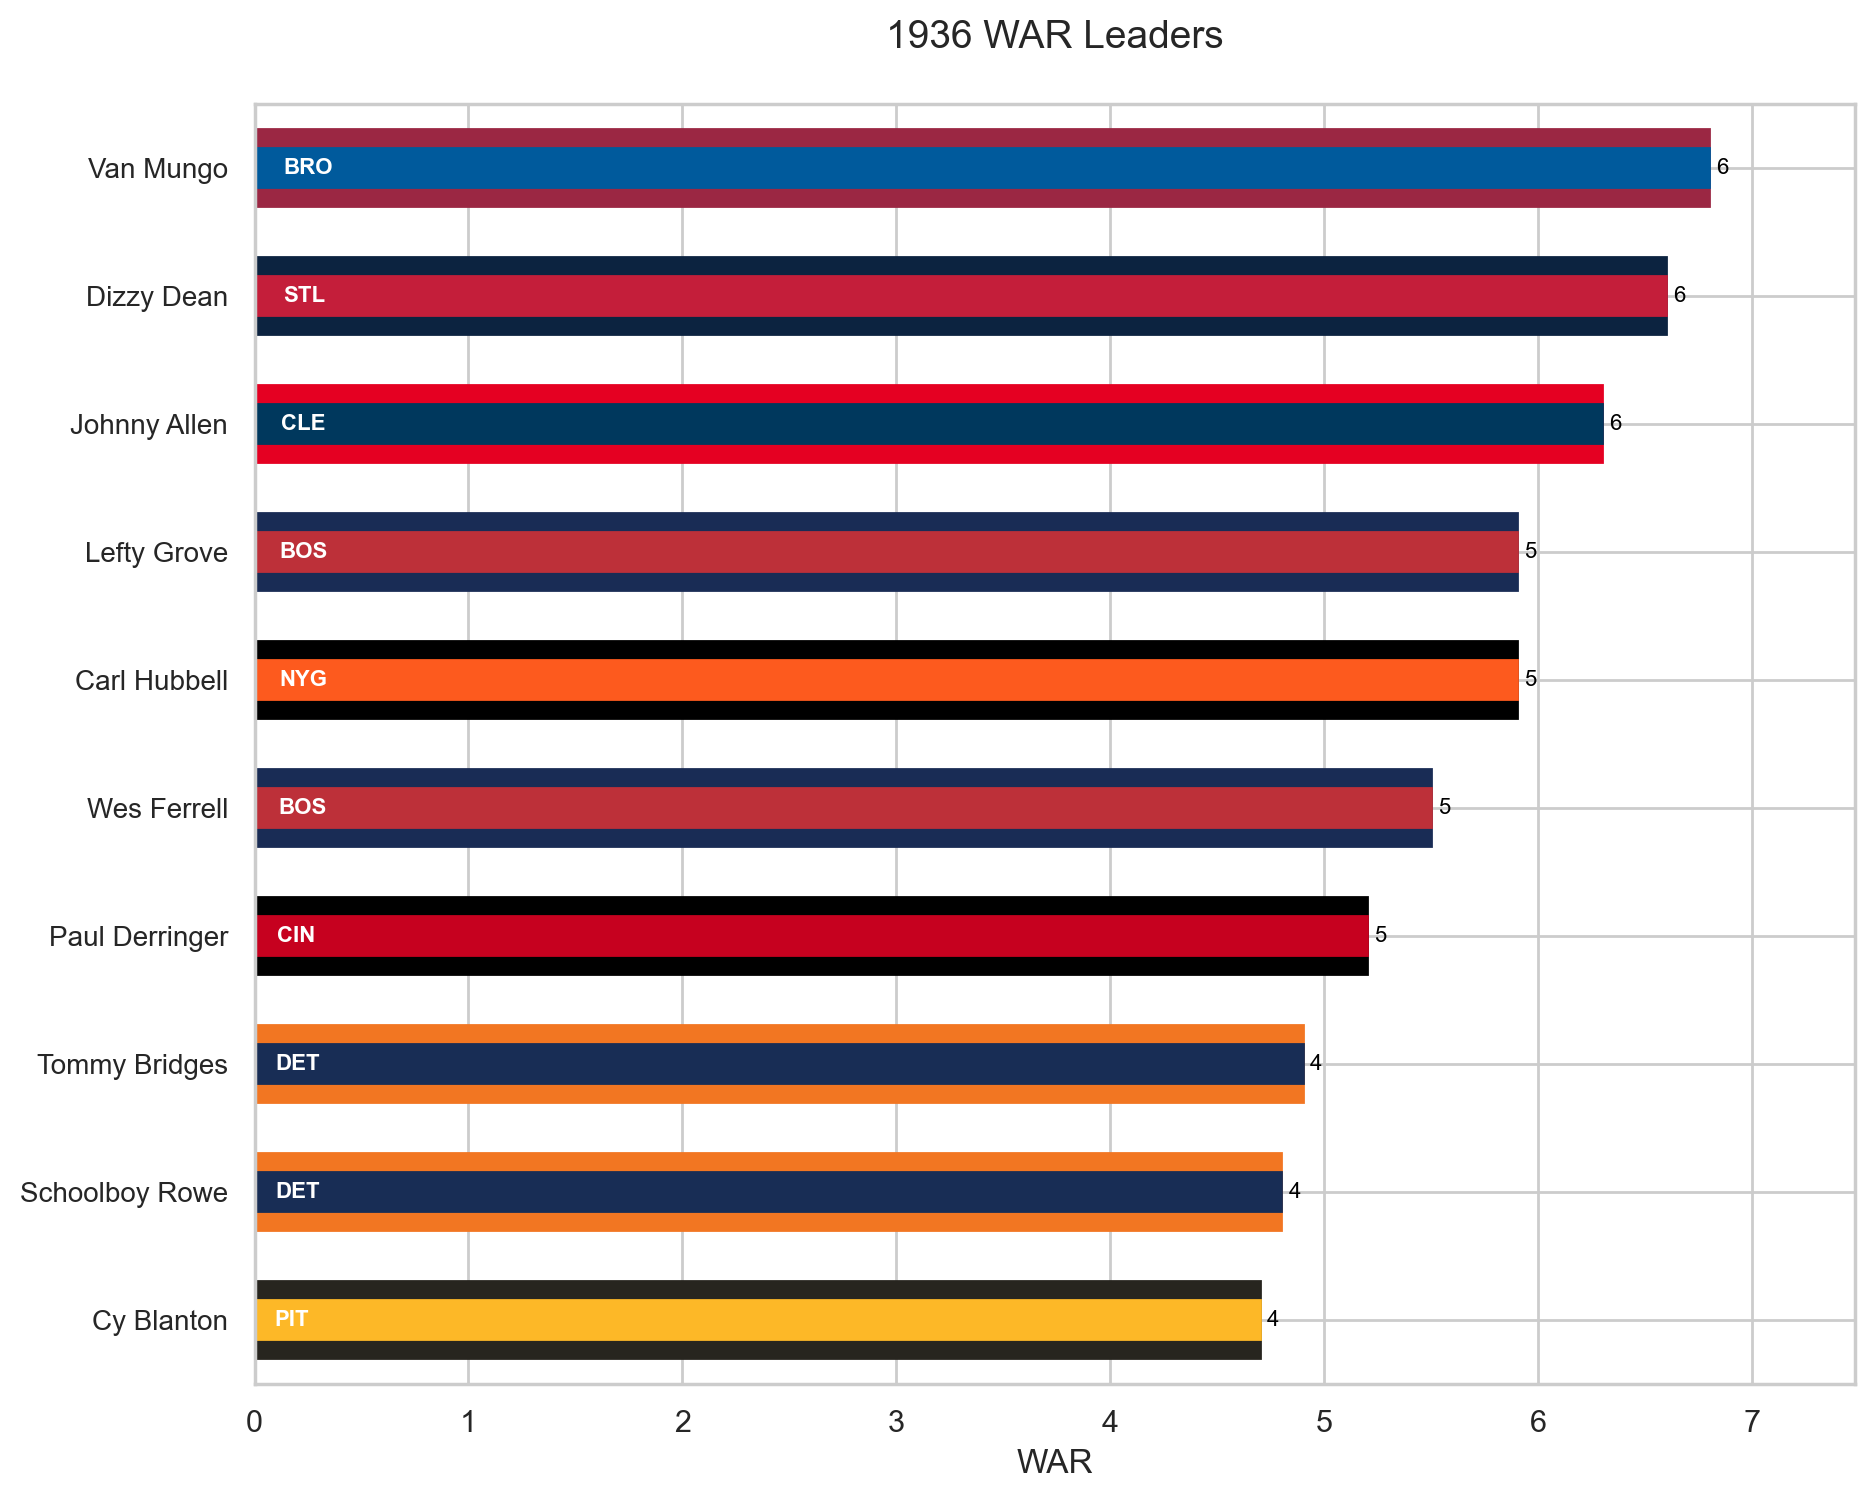 1936 WAR Leaders
Van Mungo
BRO
6
Dizzy Dean
STL
6
Johnny Allen
CLE
6
Lefty Grove
BOS
5
Carl Hubbell
NYG
5
Wes Ferrell
BOS
5
Paul Derringer
CIN
5
Tommy Bridges
DET
4
Schoolboy Rowe
DET
4
Cy Blanton
PIT
4
0 1 2 3 4 5 6 7
WAR